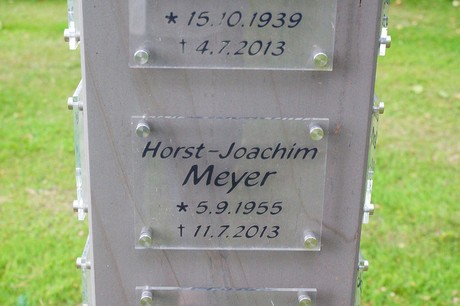 * 15.10.1939
† 4.7.2013
Horst-Joachim
Meyer
* 5.9.1955
† 11.7.2013